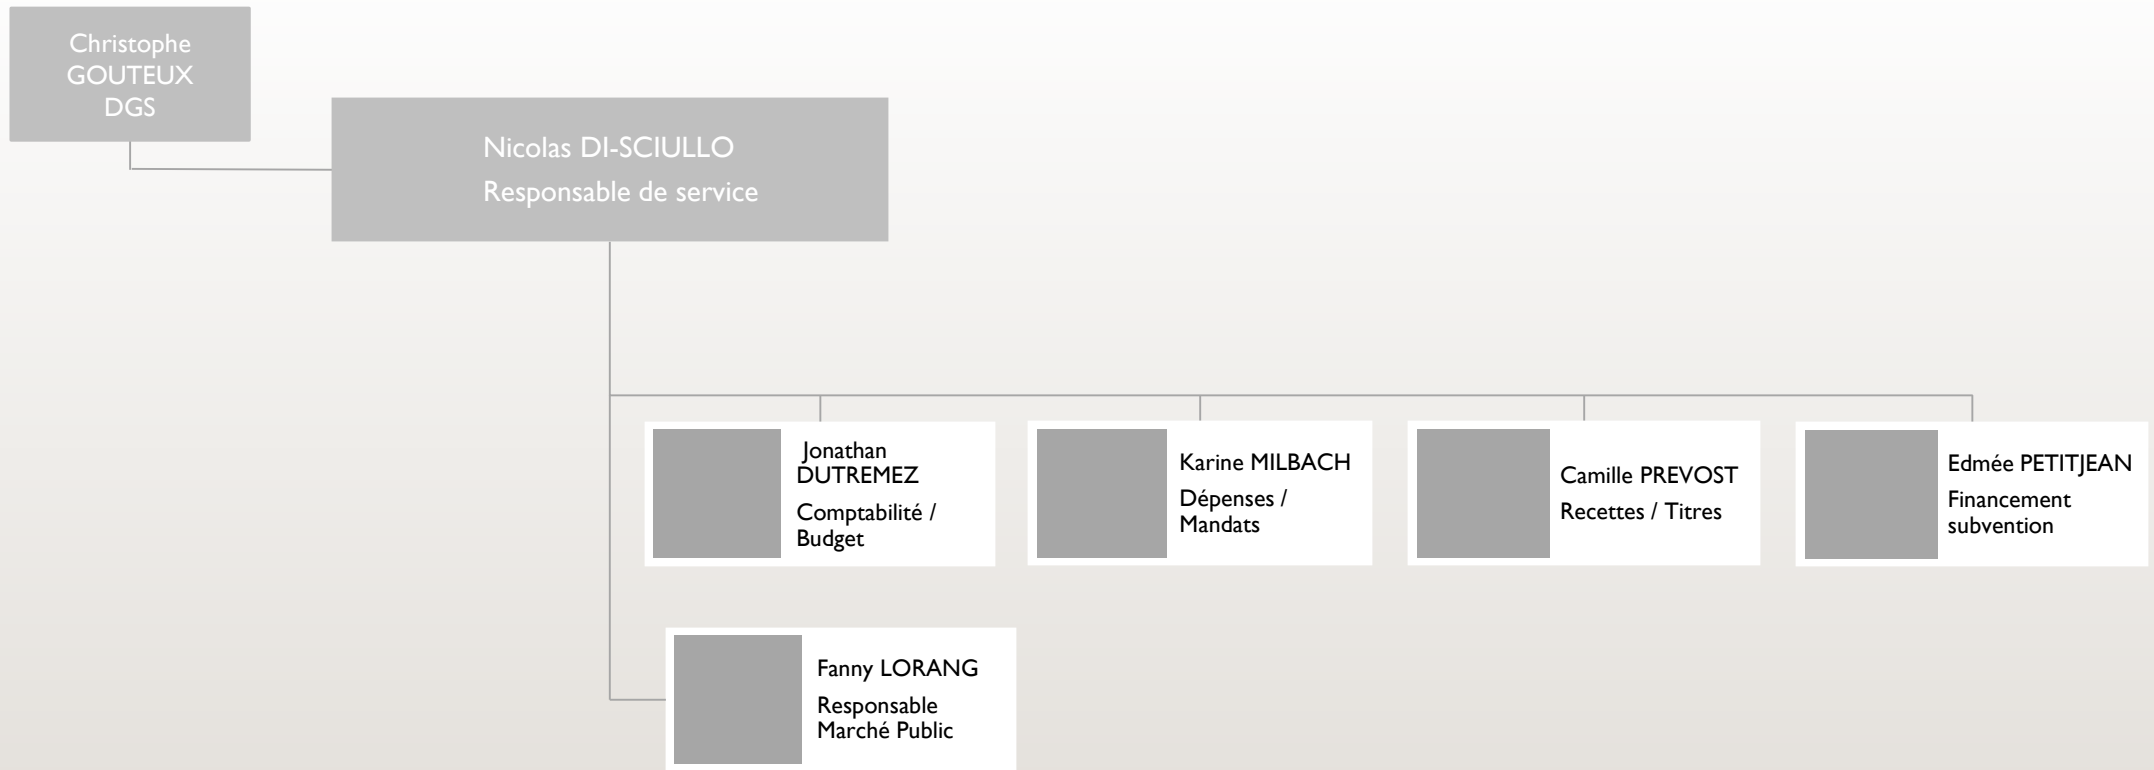 Christophe
GOUTEUX
DGS
Nicolas DI-SCIULLO
Responsable de service
Jonathan
DUTREMEZ
Comptabilité /
Budget
Karine MILBACH
Dépenses /
Mandats
Camille PREVOST
Recettes / Titres
Edmée PETITJEAN
Financement
subvention
Fanny LORANG
Responsable
Marché Public